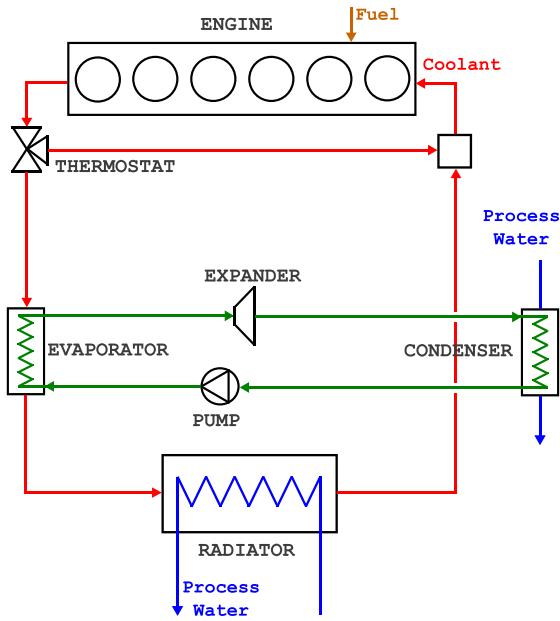 Fuel
ENGINE
Coolant
THERMOSTAT
Process
Water
EXPANDER
EVAPORATOR
CONDENSER
PUMP
RADIATOR
Process
Water